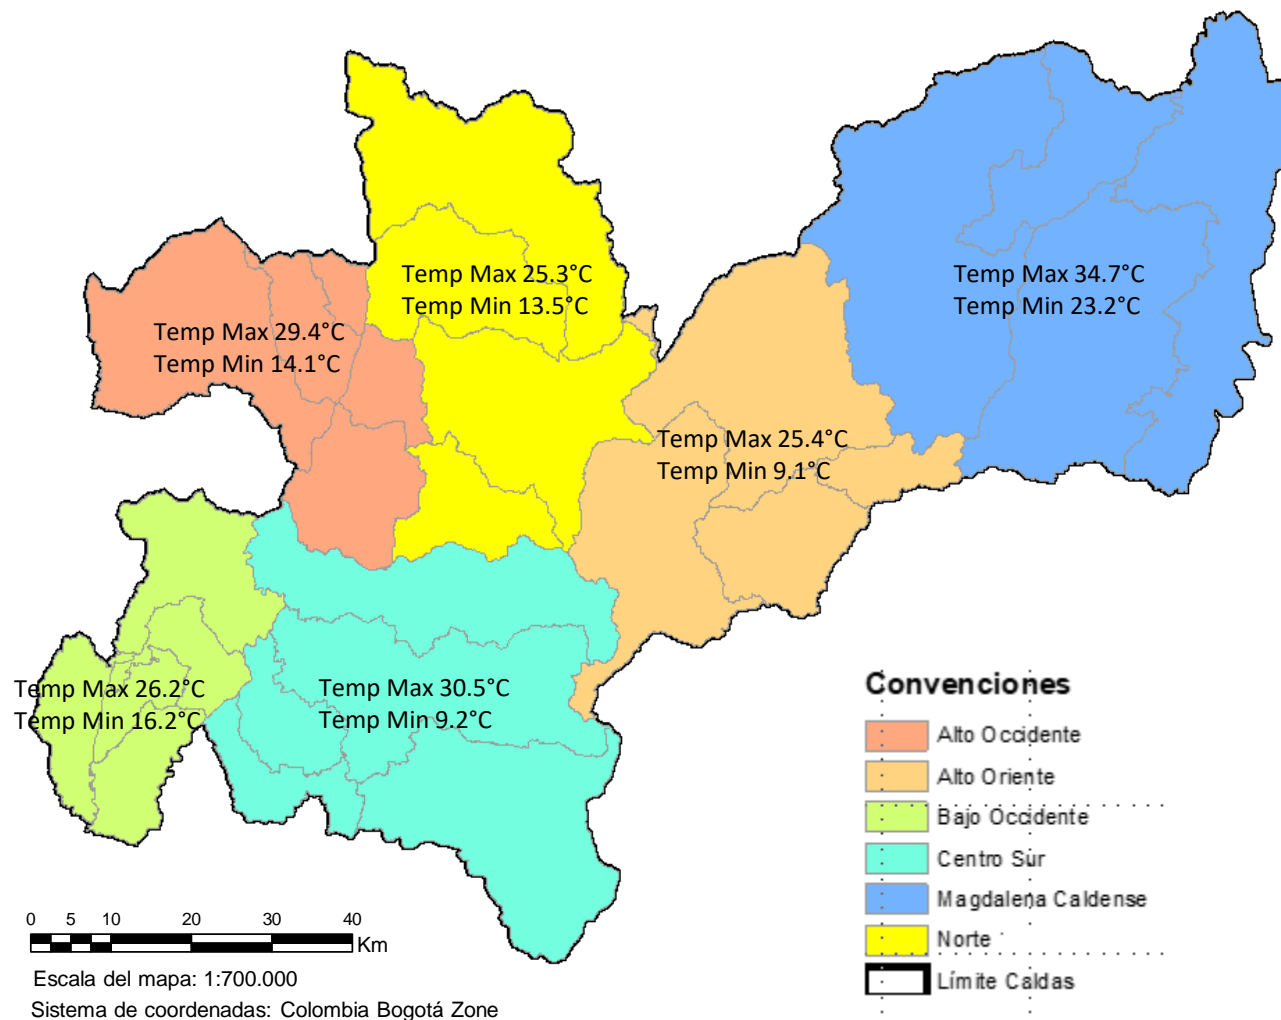 Temp Max 25.3°C
Temp Min 13.5°C
Temp Max 34.7°C
Temp Min 23.2°C
Temp Max 29.4°C
Temp Min 14.1°C
Temp Max 25.4°C
Temp Min 9.1°C
Temp Max 26.2°C
Temp Min 16.2°C
Temp Max 30.5°C
Temp Min 9.2°C
Convenciones
Alto Occidente
Alto Oriente
Bajo Occidente
Centro Sur
Magdalena Caldense
Norte
Límite Caldas
0 5 10 20 30 40
Km
Escala del mapa: 1:700.000
Sistema de coordenadas: Colombia Bogotá Zone